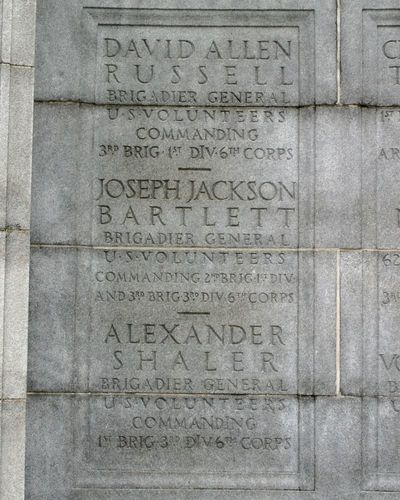 DAVID ALLEN
RUSSELL
BRIGADIER GENERAL
U·S·VOLUNTEERS
COMMANDING
3RD BRIG·1ST DIV·6TH CORPS
JOSEPH JACKSON
BARTLETT
BRIGADIER GENERAL
U·S·VOLUNTEERS
COMMANDING 2ND BRIG·1ST DIV·
AND 3RD BRIG 3RD DIV·6TH CORPS
ALEXANDER
SHALER
BRIGADIER GENERAL
U·S·VOLUNTEERS
COMMANDING
1ST BRIG·3RD DIV·6TH CORPS